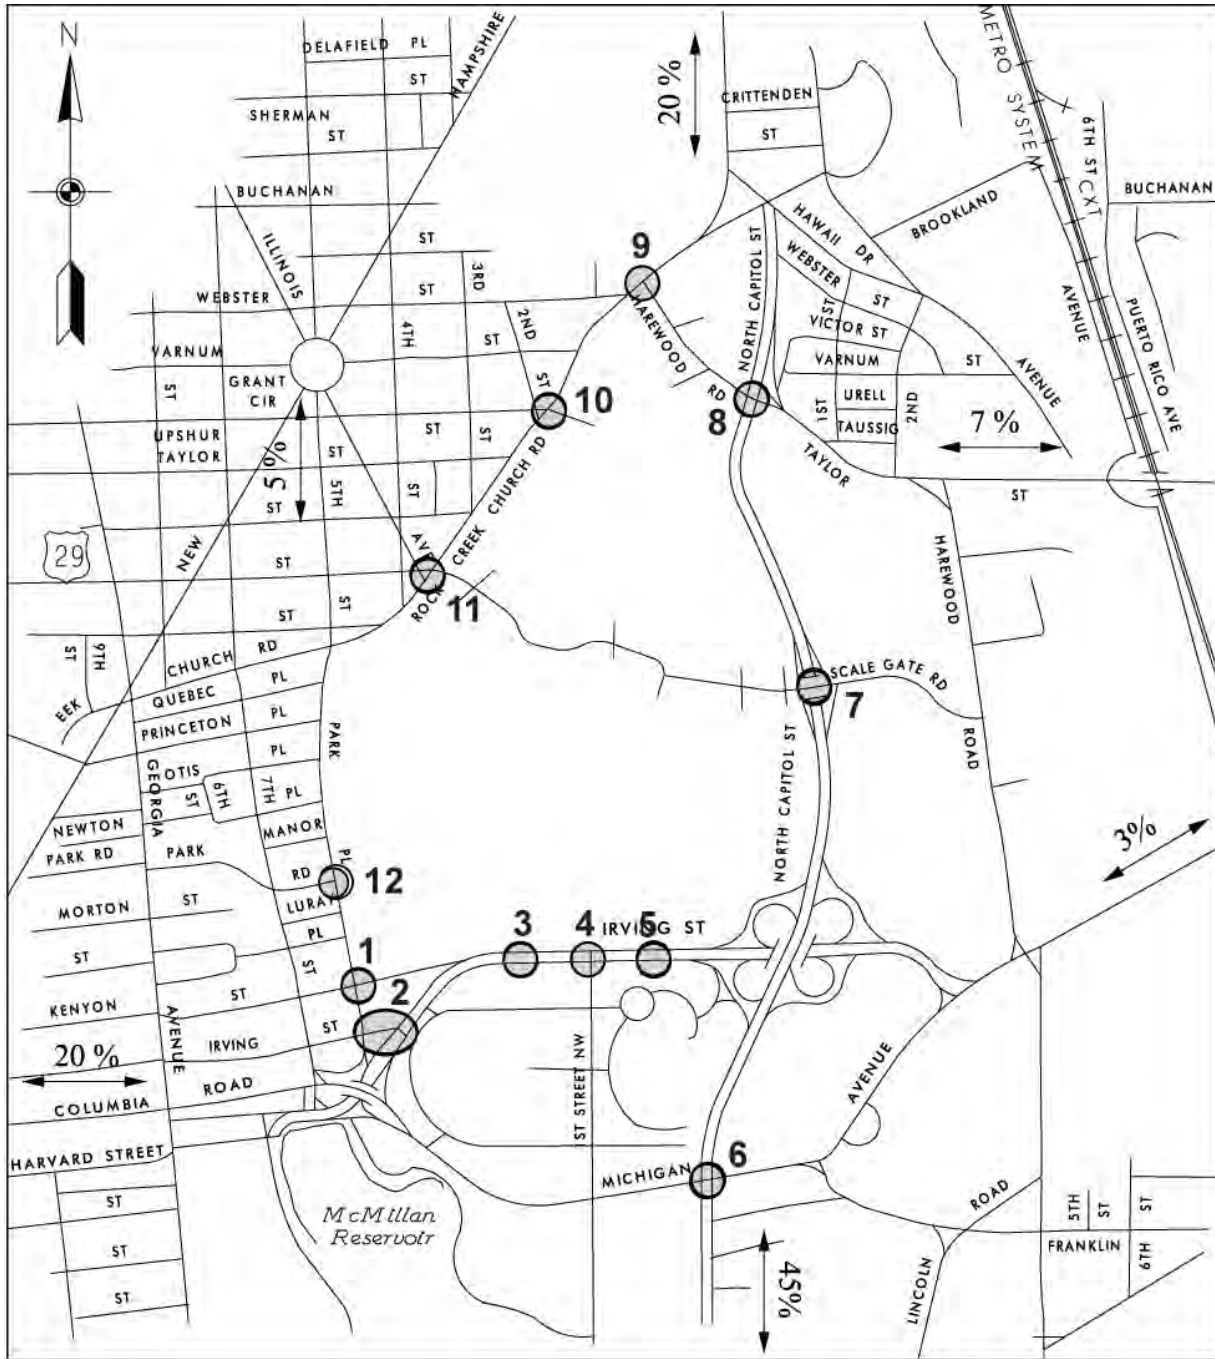 N
DELAFIELD PL
ST
HAMPSHIRE
SHERMAN
ST
BUCHANAN
ILLINOIS
ST
WEBSTER
ST
3RD
2ND
VARNUM
4TH
ST
ST
GRANT
CIR
ST
UPSHUR
ST
ST
TAYLOR
ST
5%
5TH
ST
ST
NEW
29
ST
AVE
ROCK CREEK CHURCH RD
ST
20%
CRITTENDEN
ST
METRO SYSTEM
6TH ST
CXT
BUCHANAN
BROOKLAND
AVENUE
PUERTO RICO AVE
HAWAII DR
WEBSTER
ST
1ST
ST
VICTOR ST
VARNUM
ST
AVENUE
URELL
TAUSSIG
2ND
7%
NORTH CAPITOL ST
HAREWOOD
RD
TAYLOR
ST
9
10
8
11
HAREWOOD
ROAD
SCALE GATE RD
7
NORTH CAPITOL ST
9TH
ST
EEK
CHURCH RD
QUEBEC PL
PRINCETON PL
OTIS PL
ST
6TH
7TH
PL
PARK
PL
GEORGIA
AVENUE
NEWTON
PARK RD
PARK
MANOR
RD
12
MORTON ST
LURAY
PL
ST
ST
KENYON ST
1
2
3
4
5
IRVING ST
3%
IRVING
ST
20%
COLUMBIA ROAD
HARVARD STREET
1ST STREET NW
MICHIGAN AVENUE
6
McMillan
Reservoir
ST
ST
ST
45%
LINCOLN ROAD
5TH
ST
ST
FRANKLIN
6TH